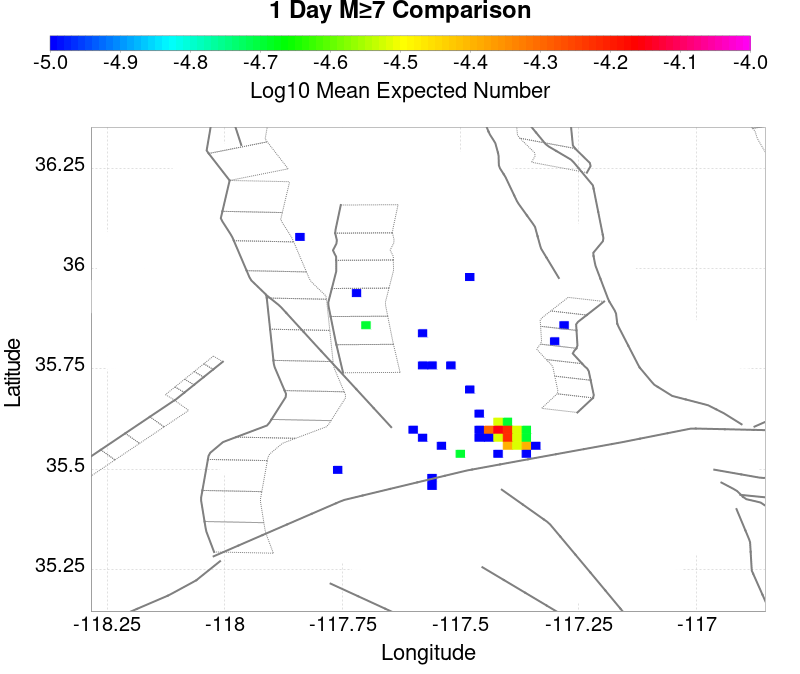 1 Day M≥7 Comparison
-5.0 -4.9 -4.8 -4.7 -4.6 -4.5 -4.4 -4.3 -4.2 -4.1 -4.0
Log10 Mean Expected Number
36.25
36
35.75
35.5
35.25
Latitude
-118.25 -118 -117.75 -117.5 -117.25 -117
Longitude